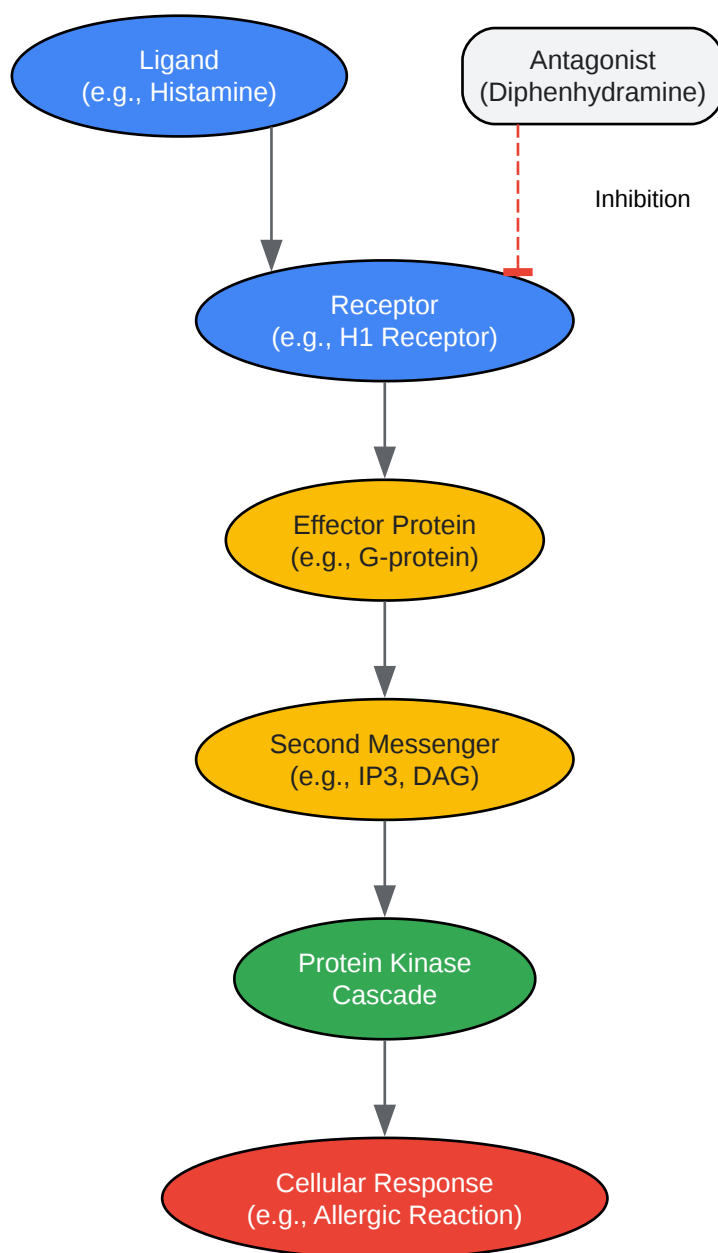 Ligand
(e.g., Histamine)
Antagonist
(Diphenhydramine)
Inhibition
Receptor
(e.g., H1 Receptor)
Effector Protein
(e.g., G-protein)
Second Messenger
(e.g., IP3, DAG)
Protein Kinase
Cascade
Cellular Response
(e.g., Allergic Reaction)